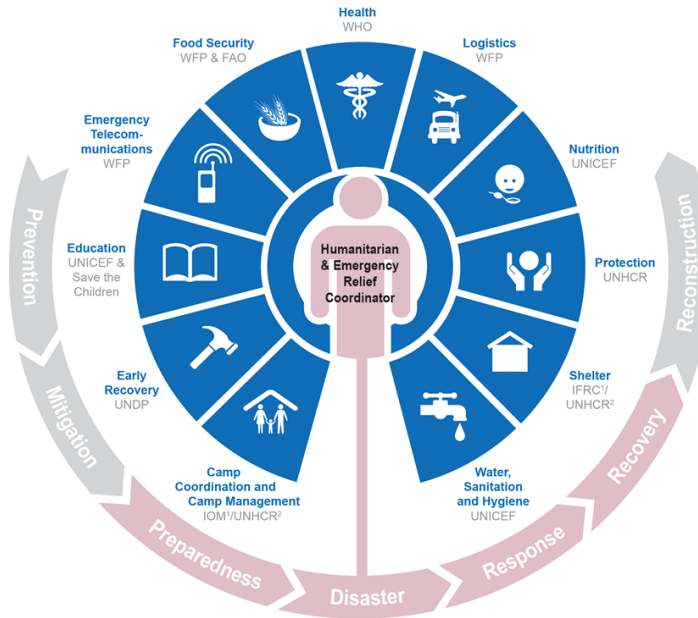 Health
WHO
Food Security
WFP & FAO
Logistics
WFP
Emergency
Telecom-
munications
WFP
Nutrition
UNICEF
Education
UNICEF &
Save the
Children
Protection
UNHCR
Humanitarian
& Emergency
Relief
Coordinator
Early
Recovery
UNDP
Shelter
IFRC¹/
UNHCR²
Camp
Coordination and
Camp Management
IOM¹/UNHCR²
Water,
Sanitation
and Hygiene
UNICEF
Prevention
Mitigation
Preparedness
Disaster
Response
Recovery
Reconstruction